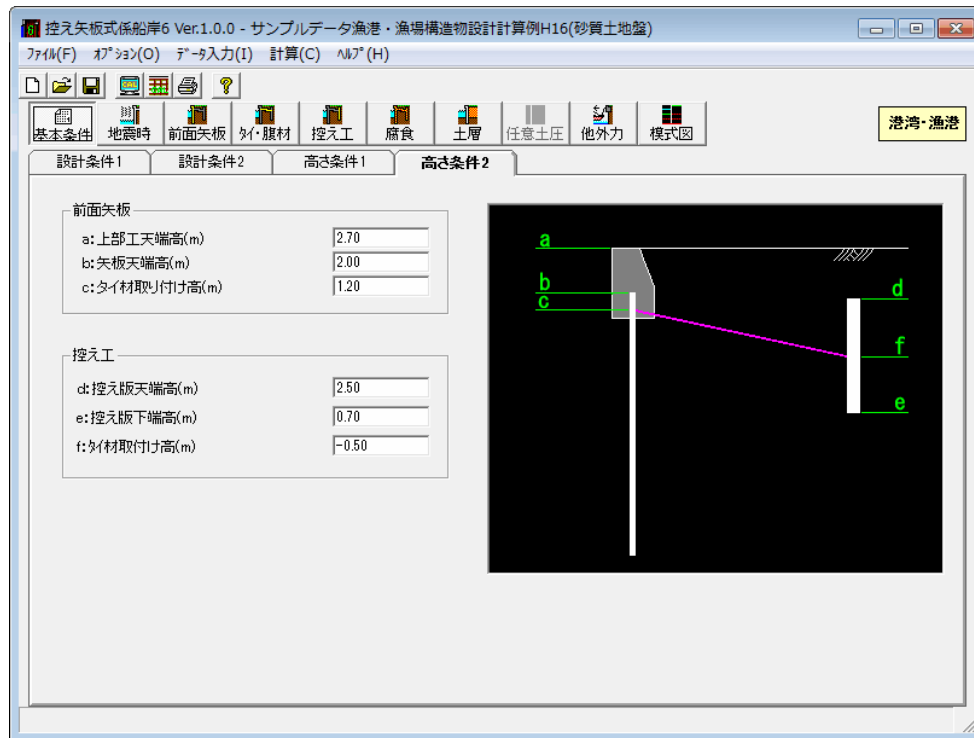 控え矢板式係船岸6 Ver.1.0.0 - サンプルデータ漁港・漁場構造物設計計算例H16(砂質土地盤)
ﾌｧｲﾙ(F) ｵﾌﾟｼｮﾝ(O) ﾃﾞｰﾀ入力(I) 計算(C) ﾍﾙﾌﾟ(H)
基本条件 地震時 前面矢板 ﾀｲ・腹材 控え工 腐食 土層 任意土圧 他外力 模式図 港湾・漁港
設計条件1 設計条件2 高さ条件1 高さ条件2
前面矢板
a:上部工天端高(m) 2.70
b:矢板天端高(m) 2.00
c:タイ材取り付け高(m) 1.20
控え工
d:控え版天端高(m) 2.50
e:控え版下端高(m) 0.70
f:ﾀｲ材取付け高(m) -0.50
a
b
c
d
f
e